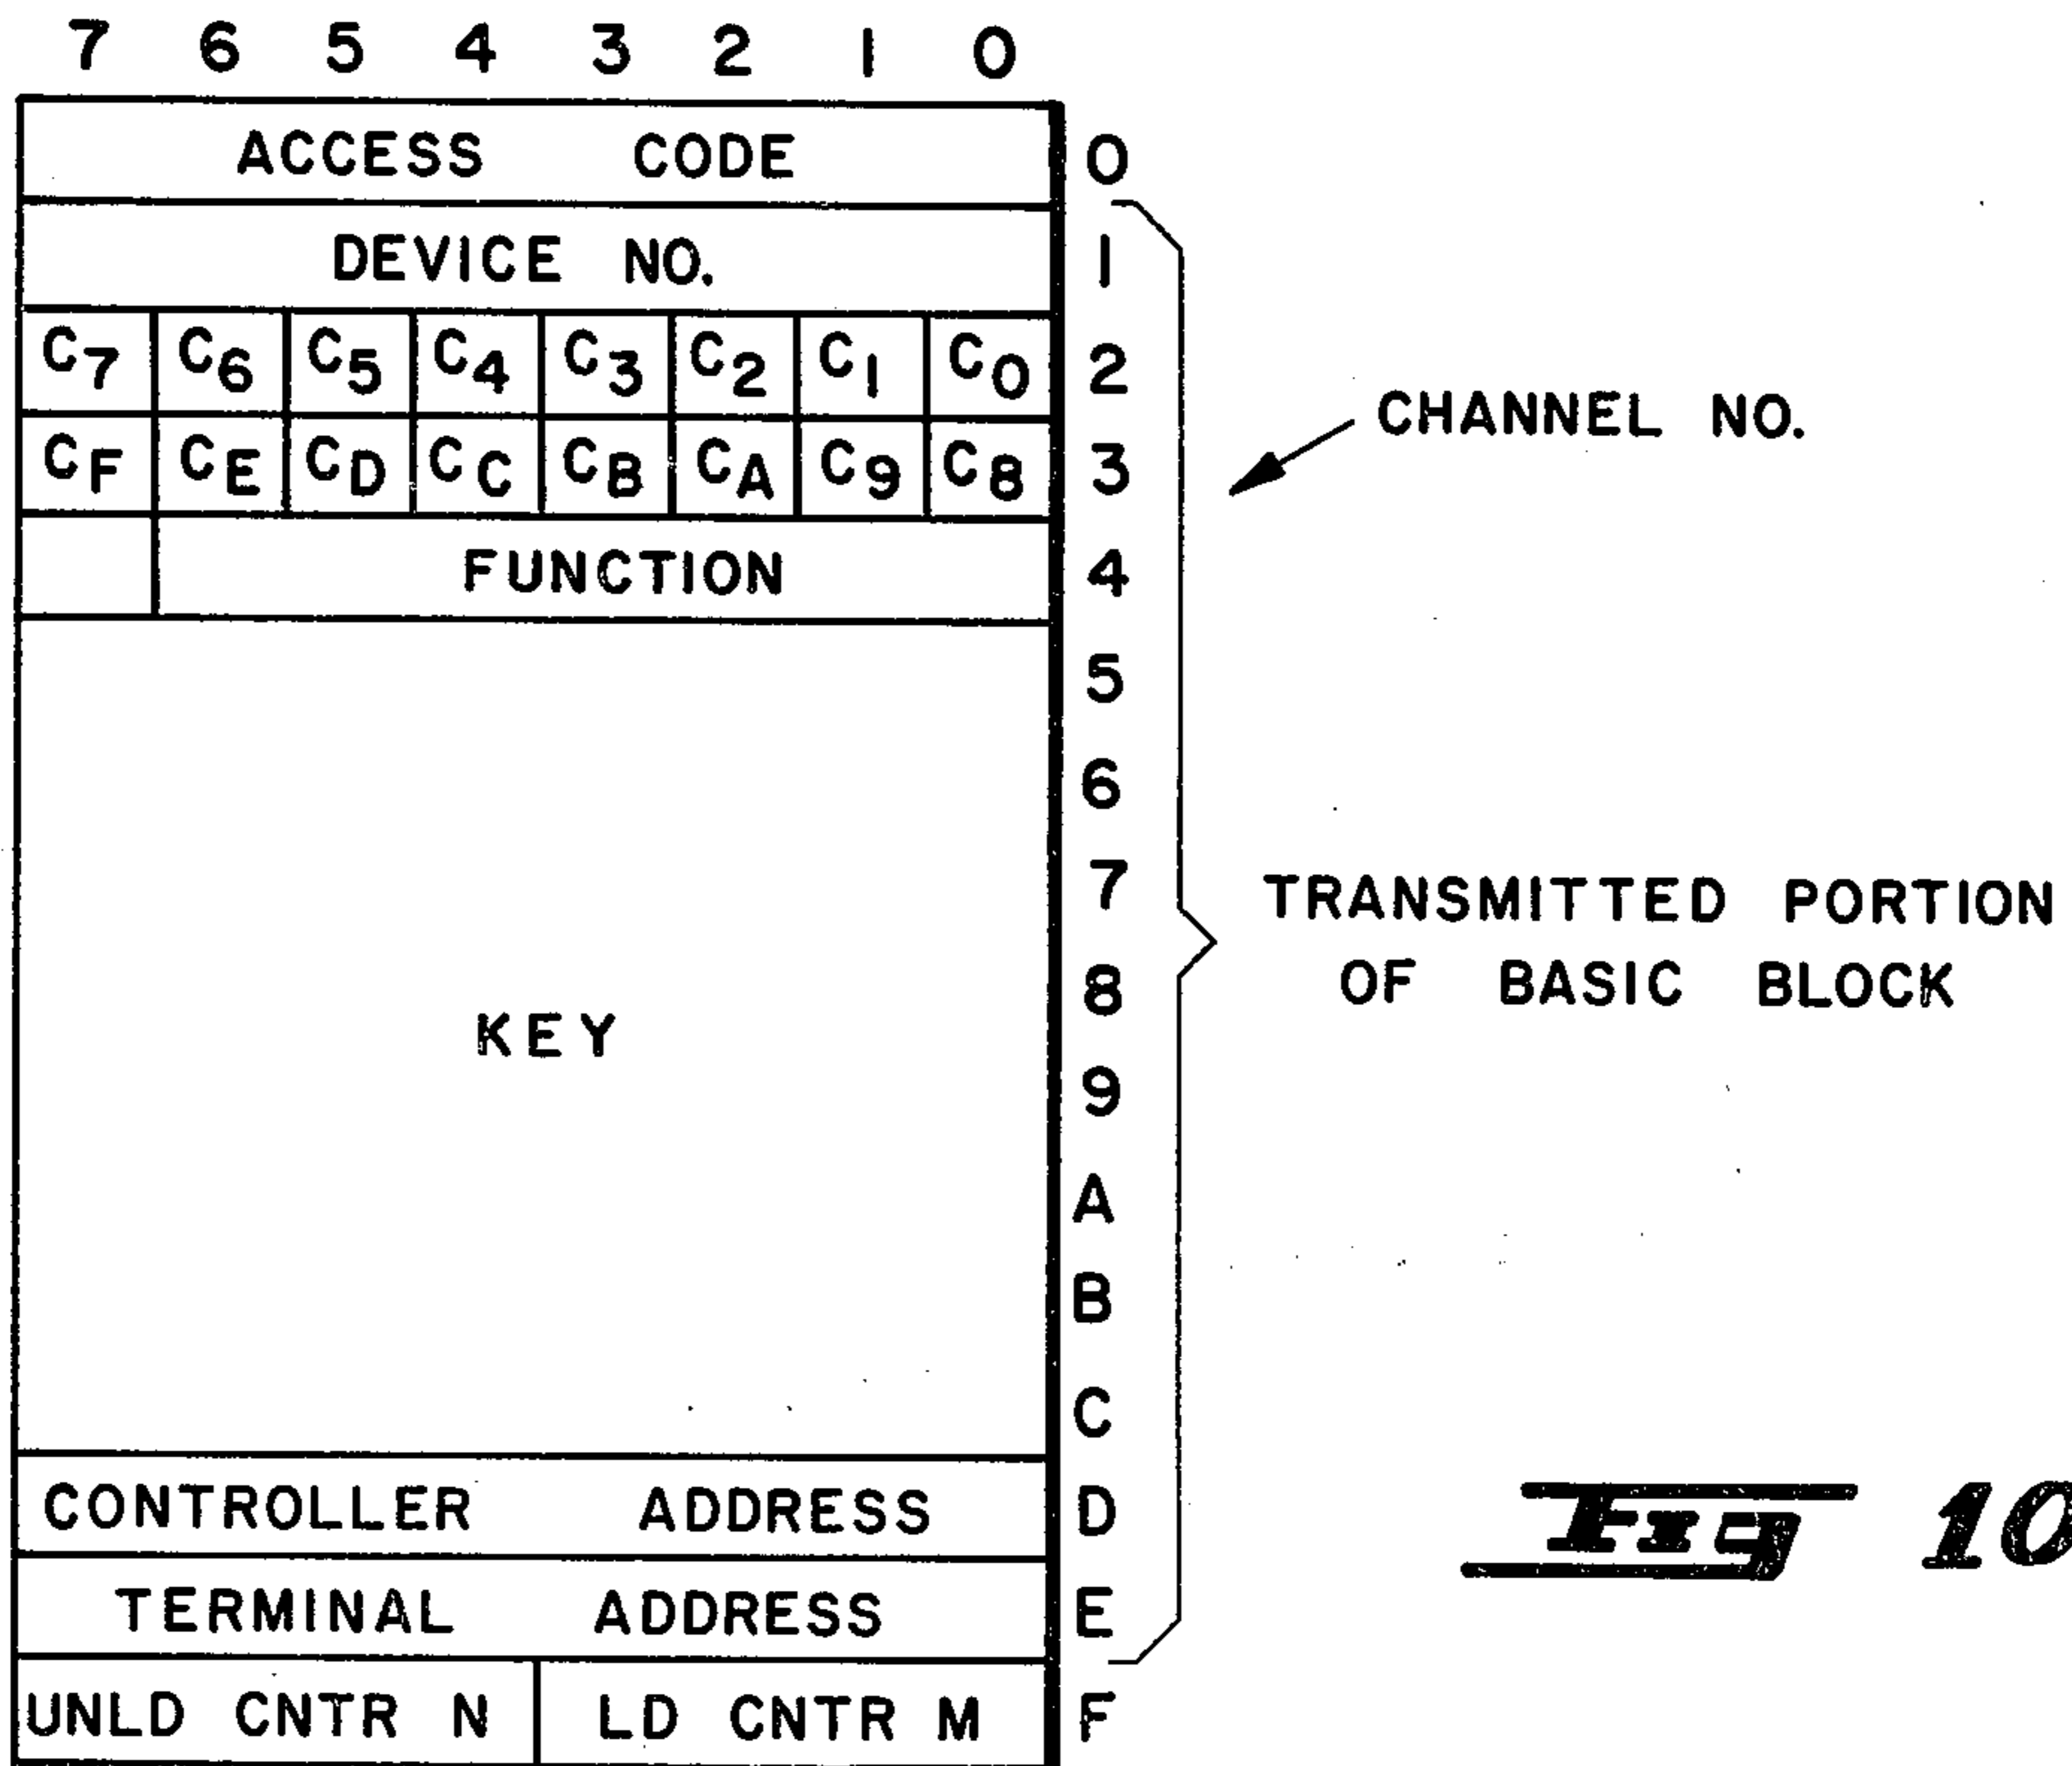 7 6 5 4 3 2 1 0
ACCESS CODE 0
DEVICE NO. 1
C7 C6 C5 C4 C3 C2 C1 C0 2
CHANNEL NO.
CF CE CD CC CB CA C9 C8 3
FUNCTION 4
5
6
7
TRANSMITTED PORTION
OF BASIC BLOCK
8
KEY
9
A
B
C
CONTROLLER ADDRESS D
Fig 10
TERMINAL ADDRESS E
UNLD CNTR N LD CNTR M F